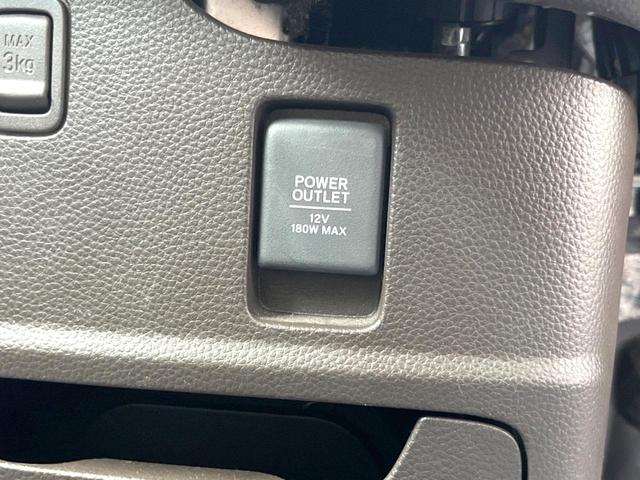 MAX
3kg
POWER
OUTLET
12V
180W MAX